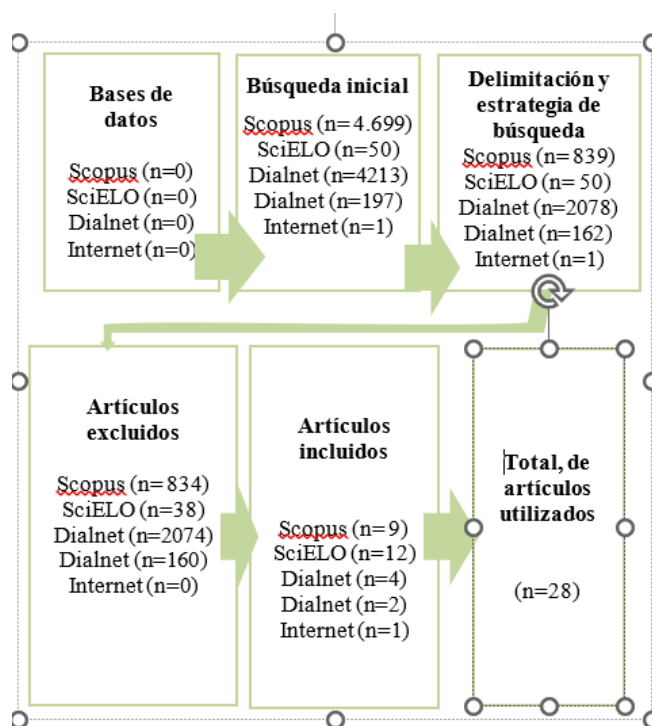 Bases de
datos
Scopus (n=0)
SciELO (n=0)
Dialnet (n=0)
Internet (n=0)
Búsqueda inicial
Scopus (n= 4.699)
SciELO (n=50)
Dialnet (n=4213)
Dialnet (n=197)
Internet (n=1)
Delimitación y
estrategia de
búsqueda
Scopus (n= 839)
SciELO (n= 50)
Dialnet (n=2078)
Dialnet (n=162)
Internet (n=1)
Artículos
excluidos
Scopus (n= 834)
SciELO (n=38)
Dialnet (n=2074)
Dialnet (n=160)
Internet (n=0)
Artículos
incluidos
Scopus (n= 9)
SciELO (n=12)
Dialnet (n=4)
Dialnet (n=2)
Internet (n=1)
Total, de
artículos
utilizados
(n=28)